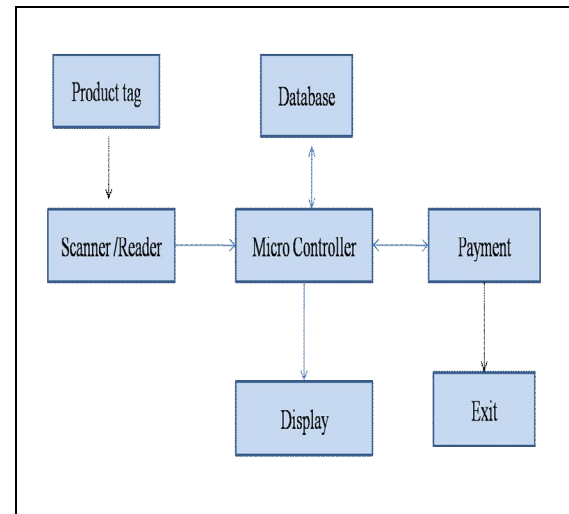 Product tag
Database
Scanner /Reader
Micro Controller
Payment
Display
Exit